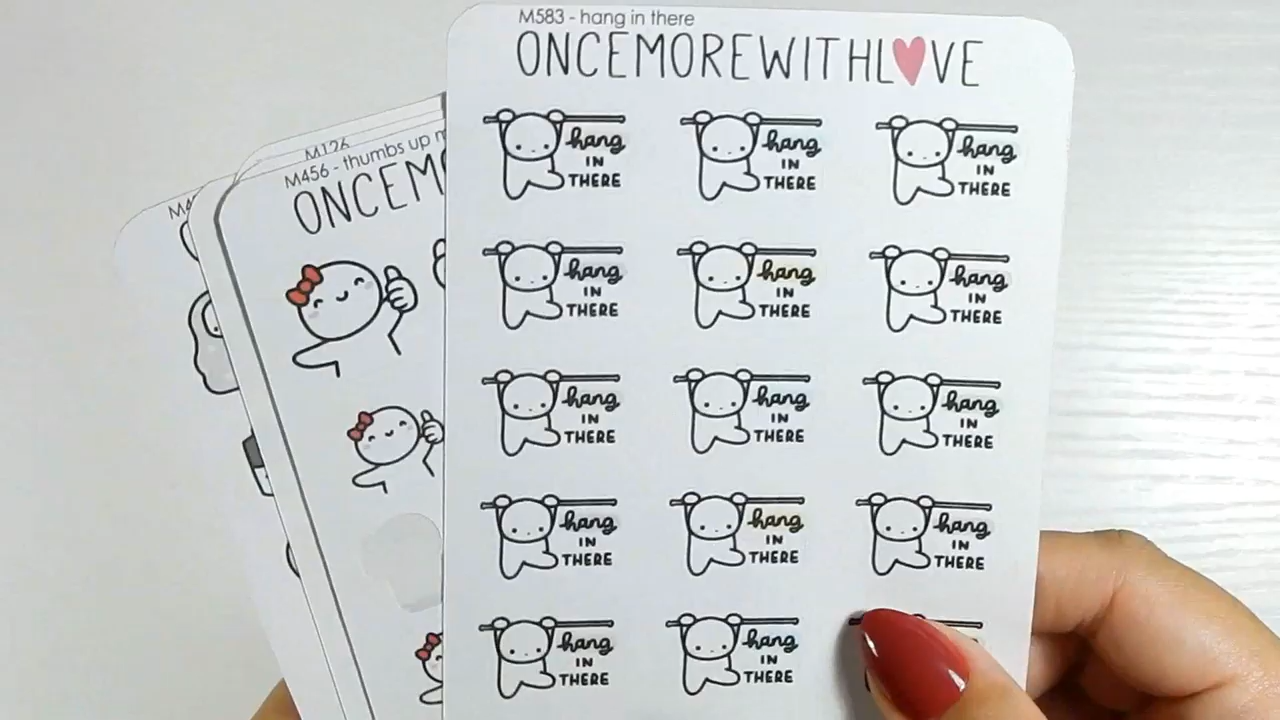 M583 - hang in there
ONCEMOREWITHL♥VE
M126
M456 - thumbs up
ONCEM
hang IN THERE
hang IN THERE
hang IN THERE
hang IN THERE
hang IN THERE
hang IN THERE
hang IN THERE
hang IN THERE
hang IN THERE
hang IN THERE
hang IN THERE
hang IN THERE
hang IN THERE
hang IN THERE